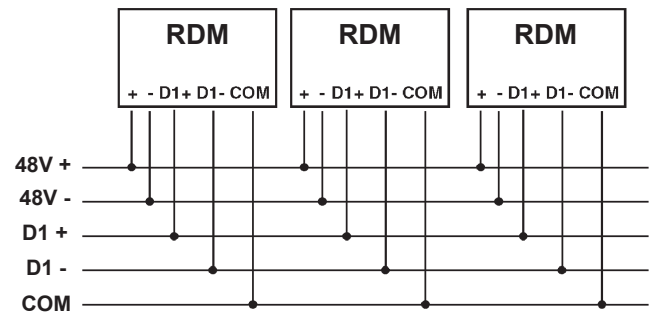 RDM RDM RDM
+ - D1+ D1- COM + - D1+ D1- COM + - D1+ D1- COM
48V +
48V -
D1 +
D1 -
COM